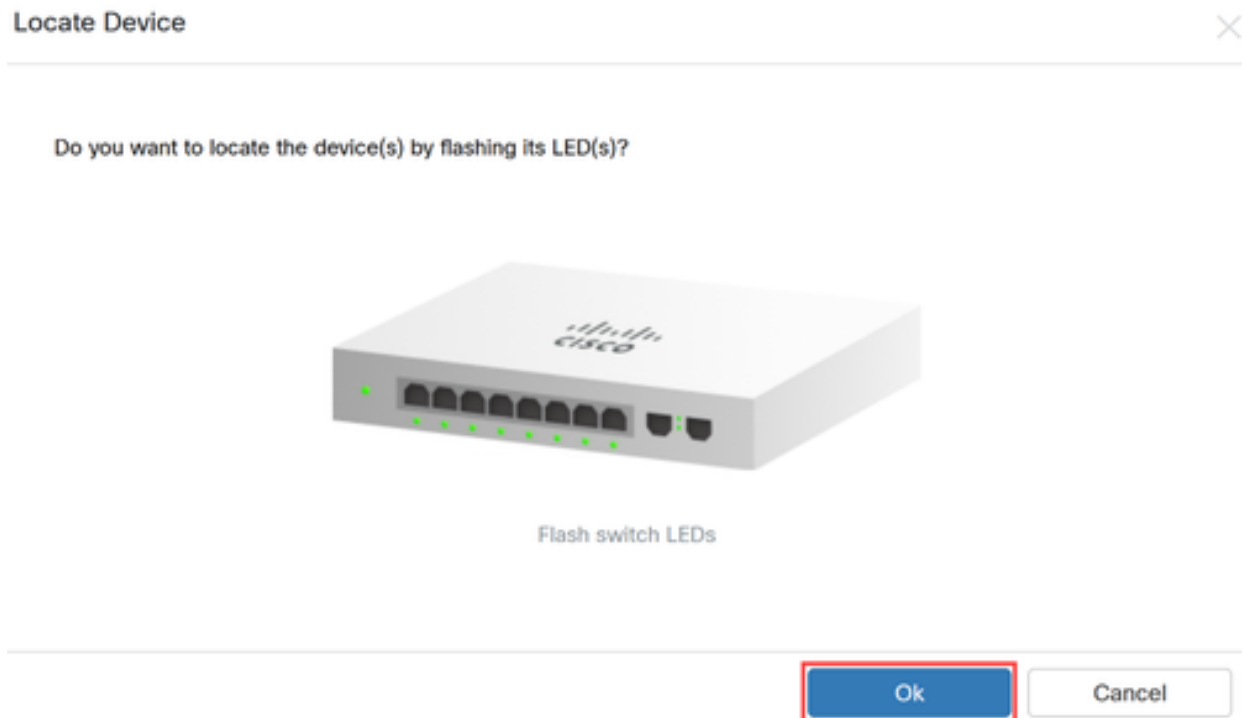 Locate Device
Do you want to locate the device(s) by flashing its LED(s)?
CISCO
Flash switch LEDs
Ok
Cancel